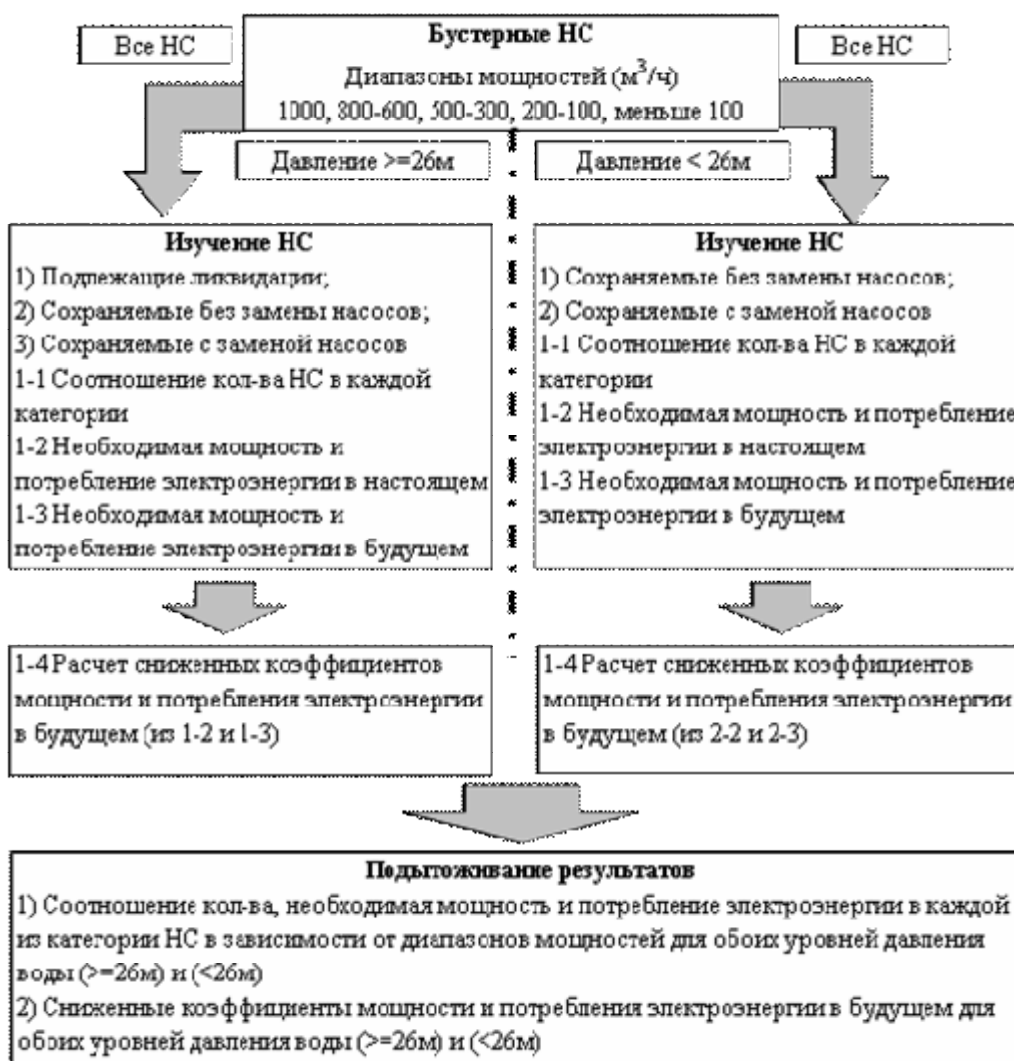 Все НС
Бустерные НС
Все НС
Диапазоны мощностей (м³/ч)
1000, 800-600, 500-300, 200-100, меньше 100
Давление >=26м
Давление < 26м
Изучение НС
1) Подлежащие ликвидации;
2) Сохраняемые без замены насосов;
3) Сохраняемые с заменой насосов
1-1 Соотношение кол-ва НС в каждой
категории
1-2 Необходимая мощность и
потребление электроэнергии в настоящем
1-3 Необходимая мощность и
потребление электроэнергии в будущем
Изучение НС
1) Сохраняемые без замены насосов;
2) Сохраняемые с заменой насосов
1-1 Соотношение кол-ва НС в каждой
категории
1-2 Необходимая мощность и потребление
электроэнергии в настоящем
1-3 Необходимая мощность и потребление
электроэнергии в будущем
1-4 Расчет сниженных коэффициентов
мощности и потребления электроэнергии
в будущем (из 1-2 и 1-3)
1-4 Расчет сниженных коэффициентов
мощности и потребления электроэнергии
в будущем (из 2-2 и 2-3)
Подытоживание результатов
1) Соотношение кол-ва, необходимая мощность и потребление электроэнергии в каждой
из категории НС в зависимости от диапазонов мощностей для обоих уровней давления
воды (>=26м) и (<26м)
2) Сниженные коэффициенты мощности и потребления электроэнергии в будущем для
обоих уровней давления воды (>=26м) и (<26м)